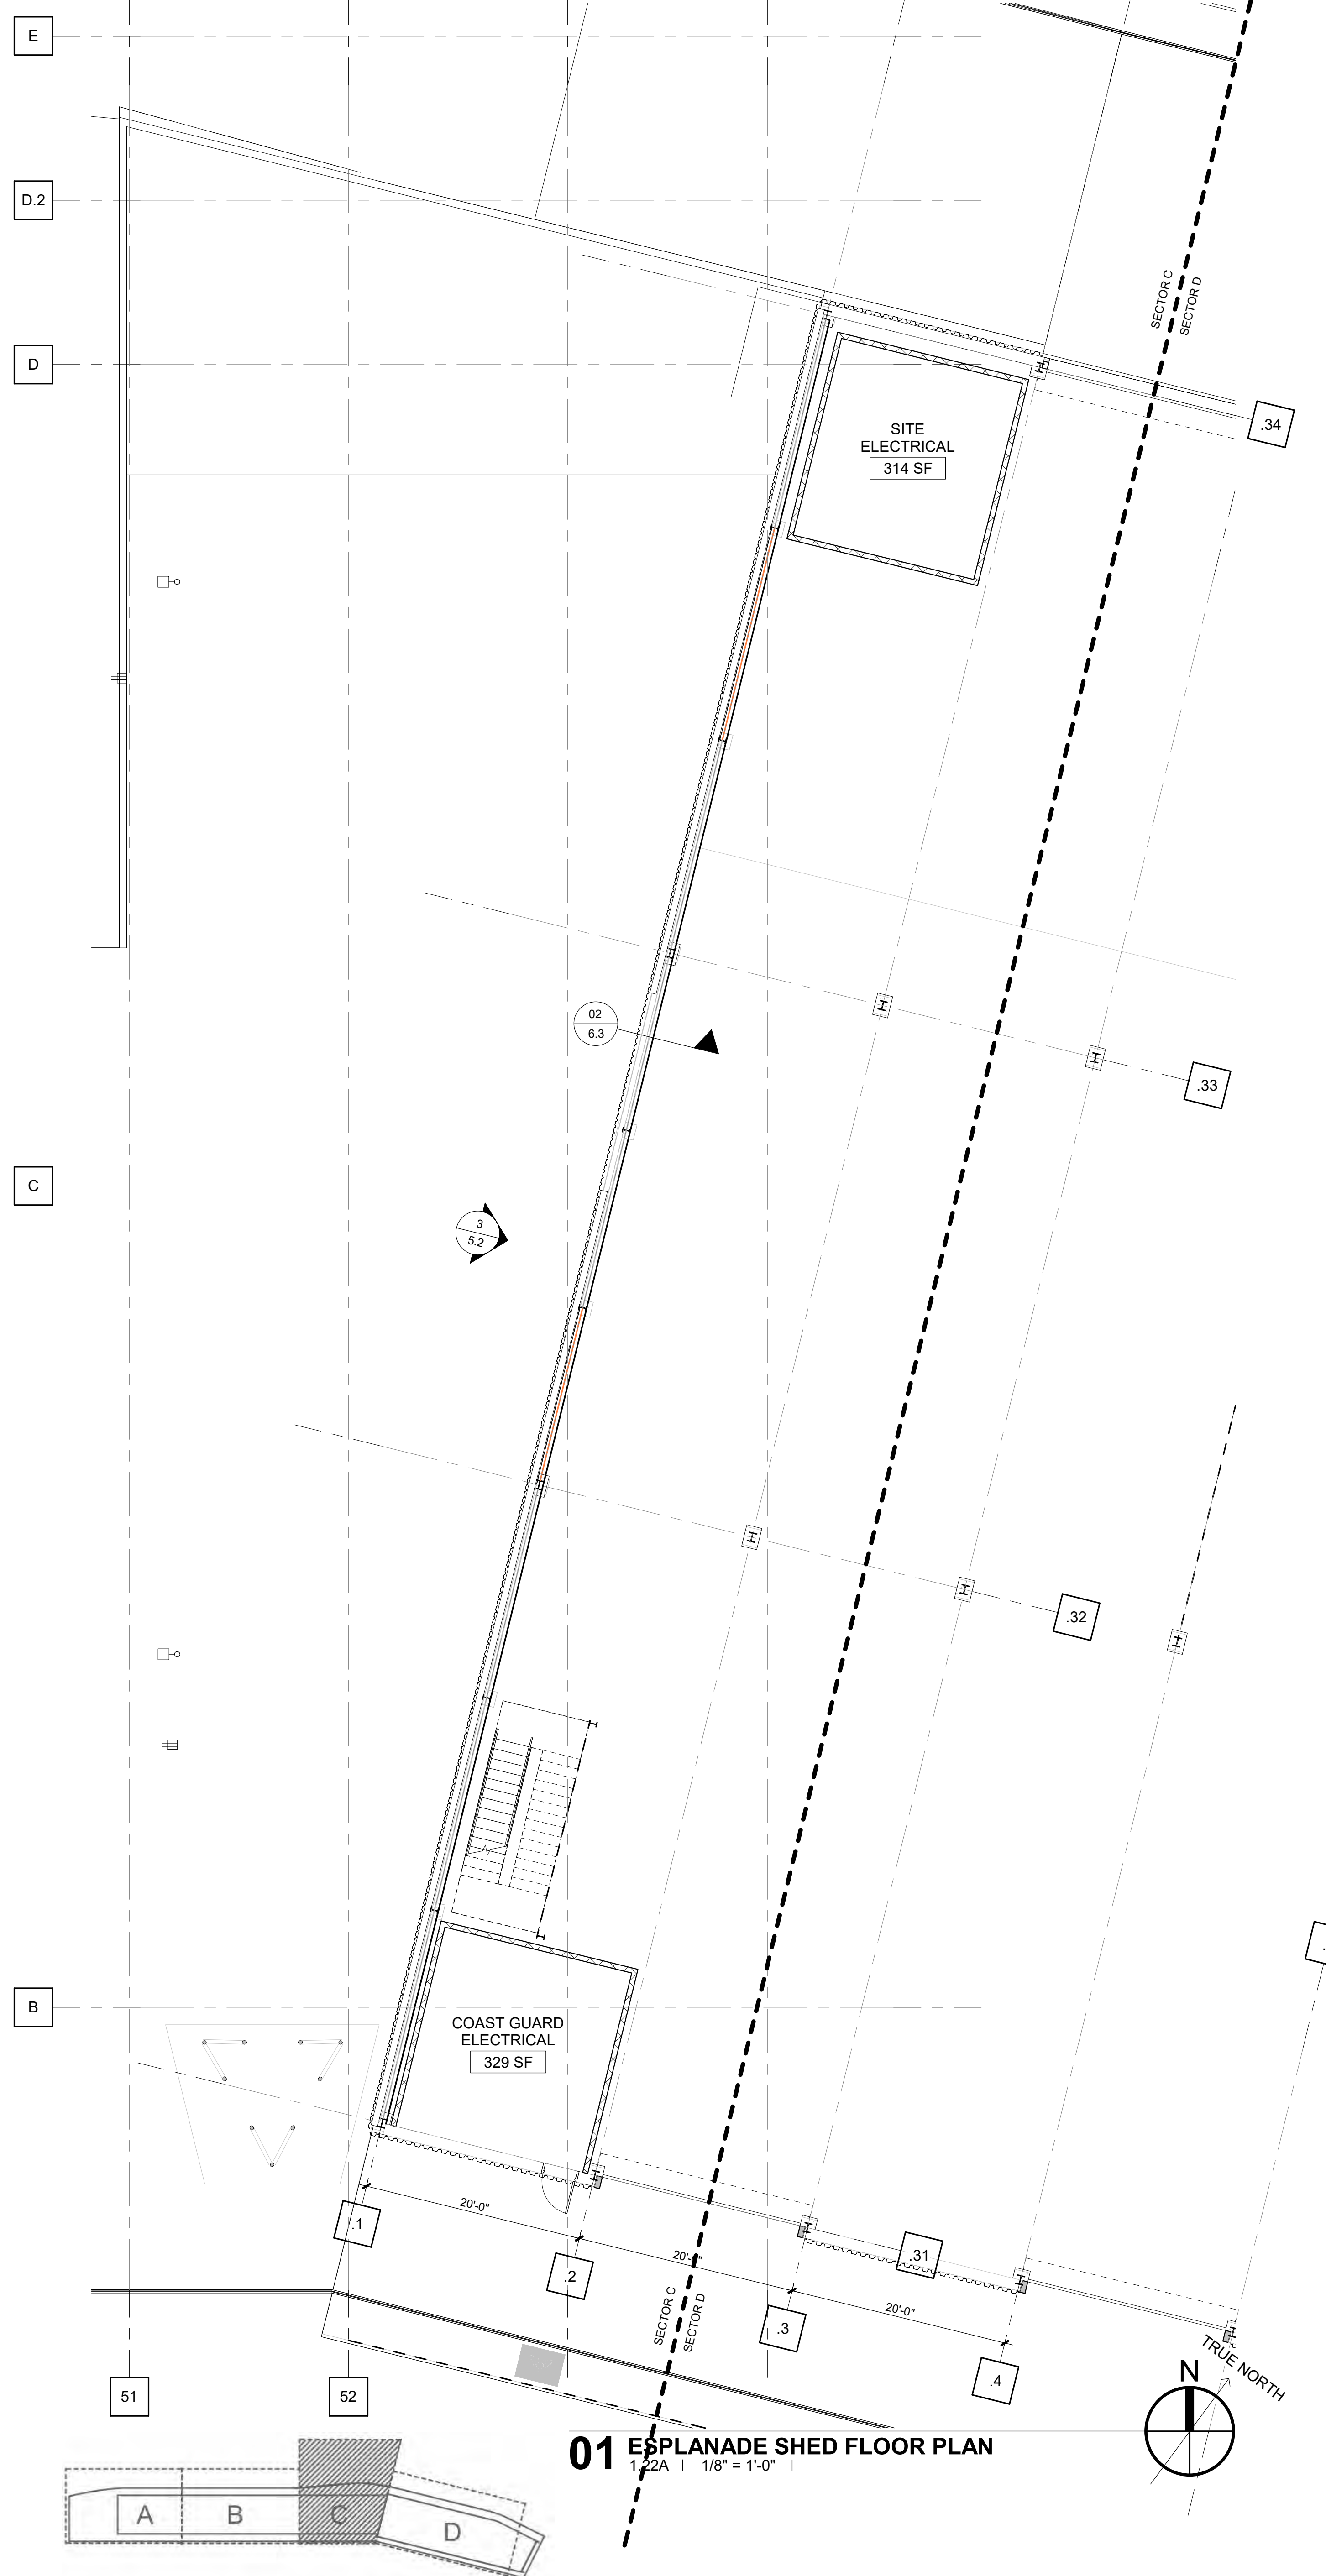 E
D.2
SECTOR C
SECTOR D
D
.34
SITE
ELECTRICAL
314 SF
02
6.3
.33
C
3
5.2
.32
B
COAST GUARD
ELECTRICAL
329 SF
20'-0"
.1
20'-0"
.31
.2
20'-0"
SECTOR C
SECTOR D
.3
.4
TRUE NORTH
N
51
52
01 ESPLANADE SHED FLOOR PLAN
1.22A | 1/8" = 1'-0" |
A
B
C
D